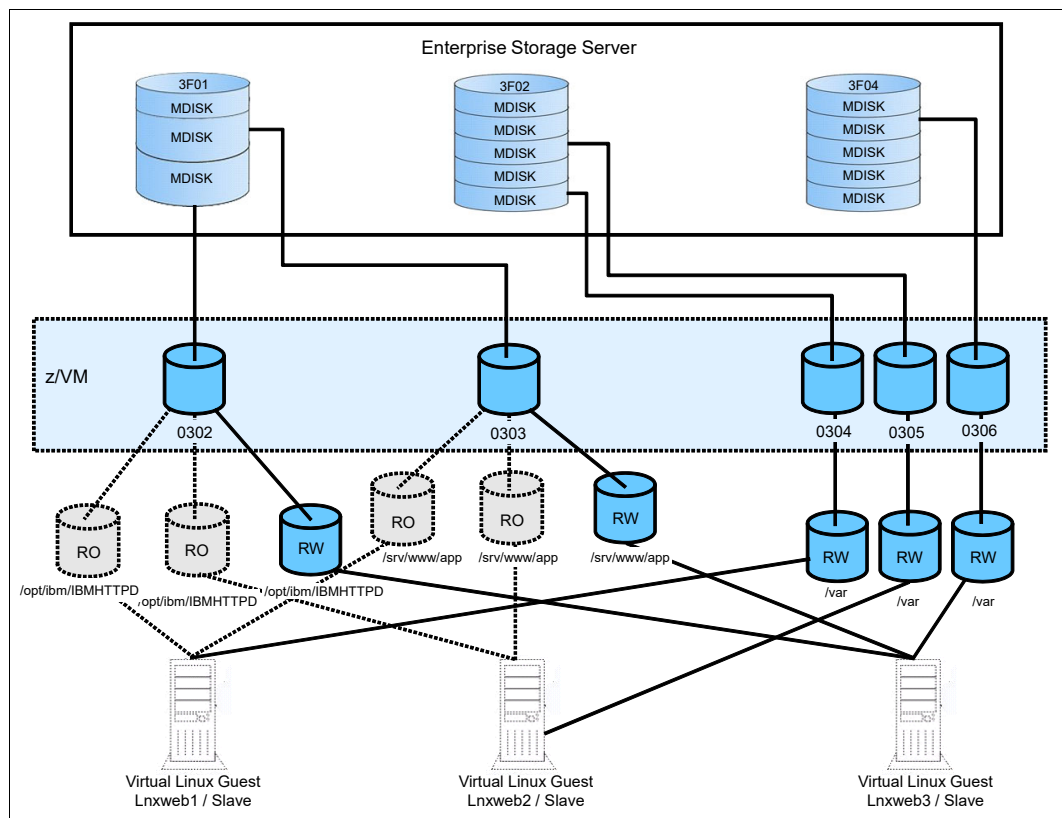 Enterprise Storage Server
3F01
MDISK
MDISK
MDISK
3F02
MDISK
MDISK
MDISK
MDISK
MDISK
3F04
MDISK
MDISK
MDISK
MDISK
MDISK
z/VM
0302
0303
0304
0305
0306
RO
/opt/ibm/IBMHTTPD
RO
/opt/ibm/IBMHTTPD
RW
/opt/ibm/IBMHTTPD
RO
/srv/www/app
RO
/srv/www/app
RW
/srv/www/app
RW
/var
RW
/var
RW
/var
Virtual Linux Guest
Lnxweb1 / Slave
Virtual Linux Guest
Lnxweb2 / Slave
Virtual Linux Guest
Lnxweb3 / Slave